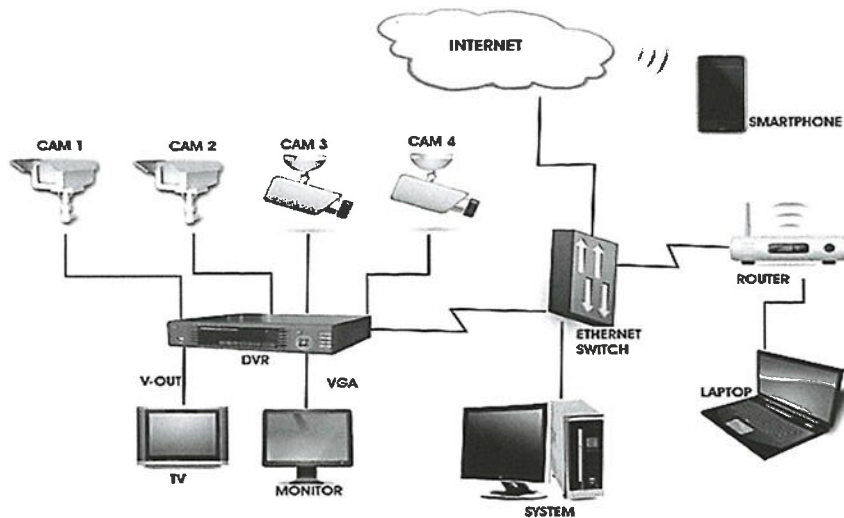 INTERNET
SMARTPHONE
CAM 1
CAM 2
CAM 3
CAM 4
ROUTER
ETHERNET
SWITCH
DVR
V-OUT
VGA
LAPTOP
TV
MONITOR
SYSTEM